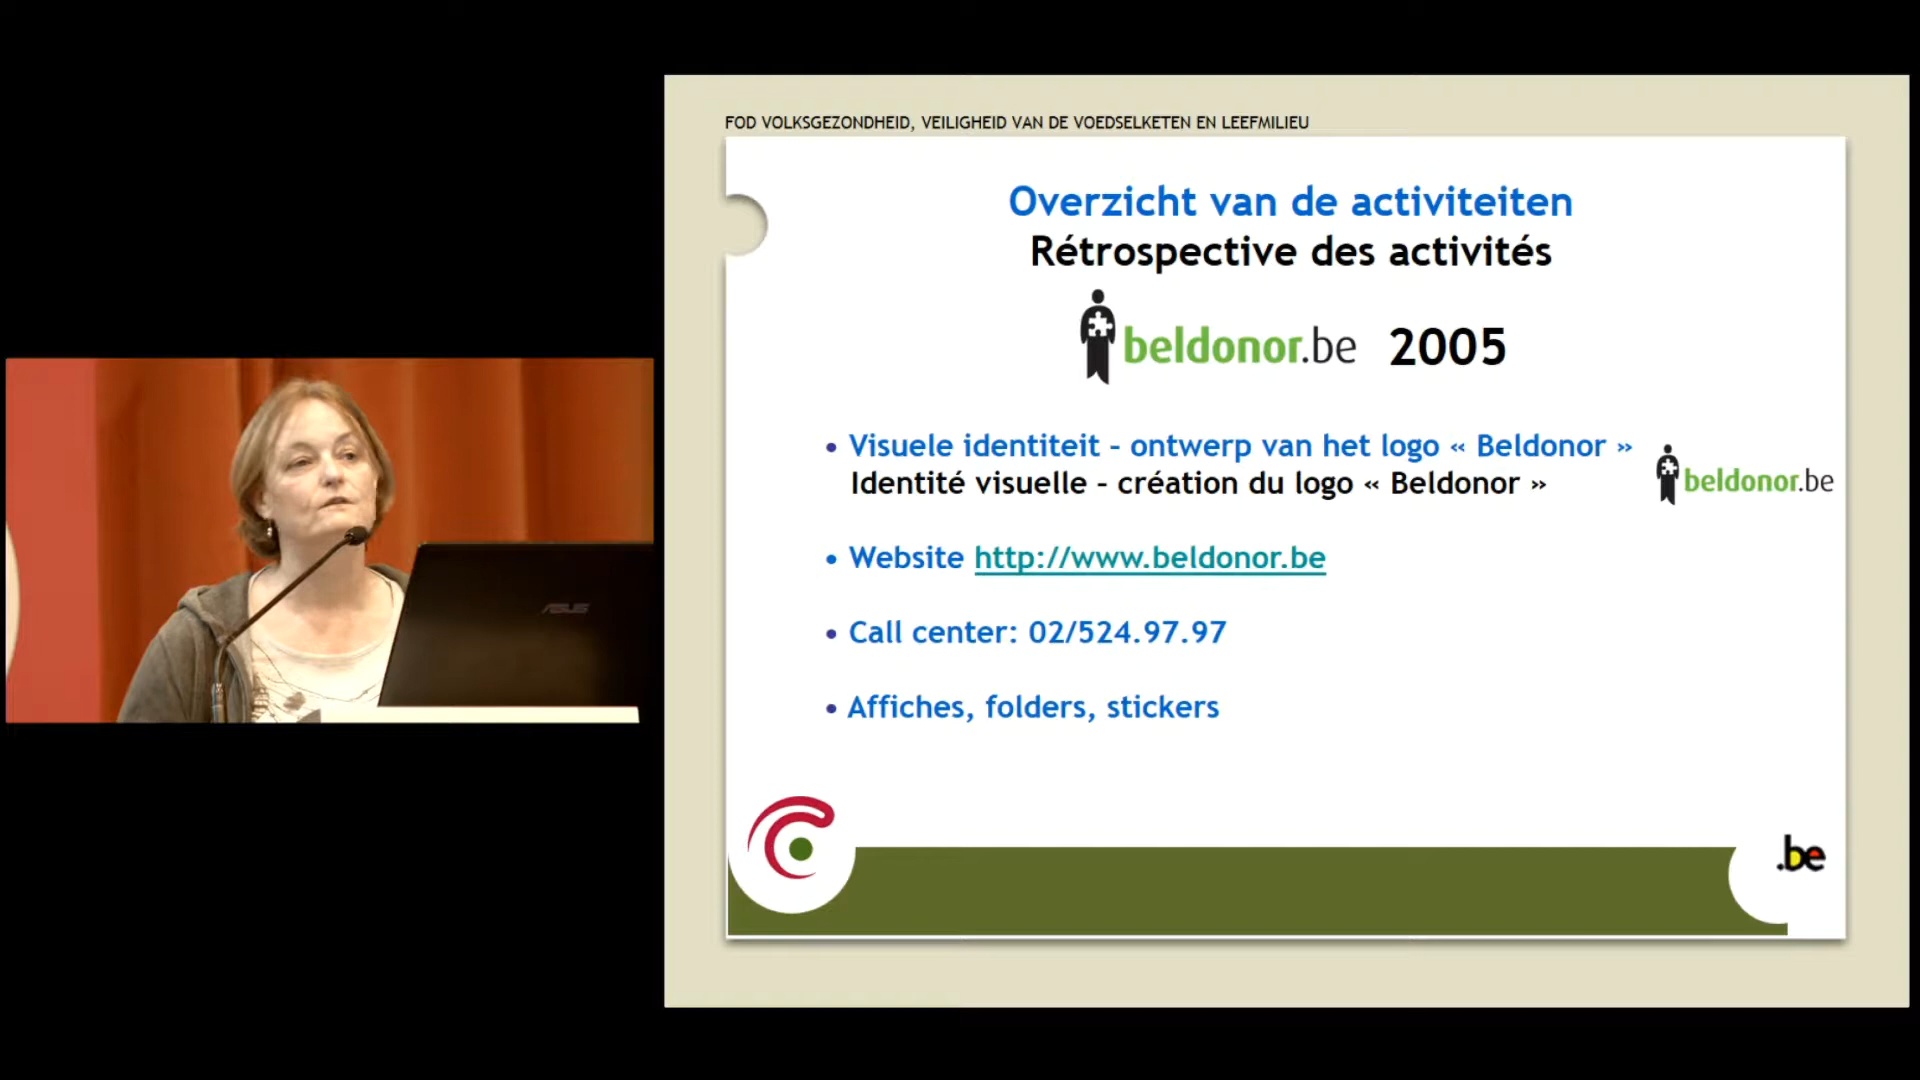 FOD VOLKSGEZONDHEID, VEILIGHEID VAN DE VOEDSELKETEN EN LEEFMILIEU
Overzicht van de activiteiten
Rétrospective des activités
beldonor.be 2005
• Visuele identiteit – ontwerp van het logo « Beldonor »
Identité visuelle – création du logo « Beldonor »
beldonor.be
• Website http://www.beldonor.be
• Call center: 02/524.97.97
• Affiches, folders, stickers
ASUS
.be